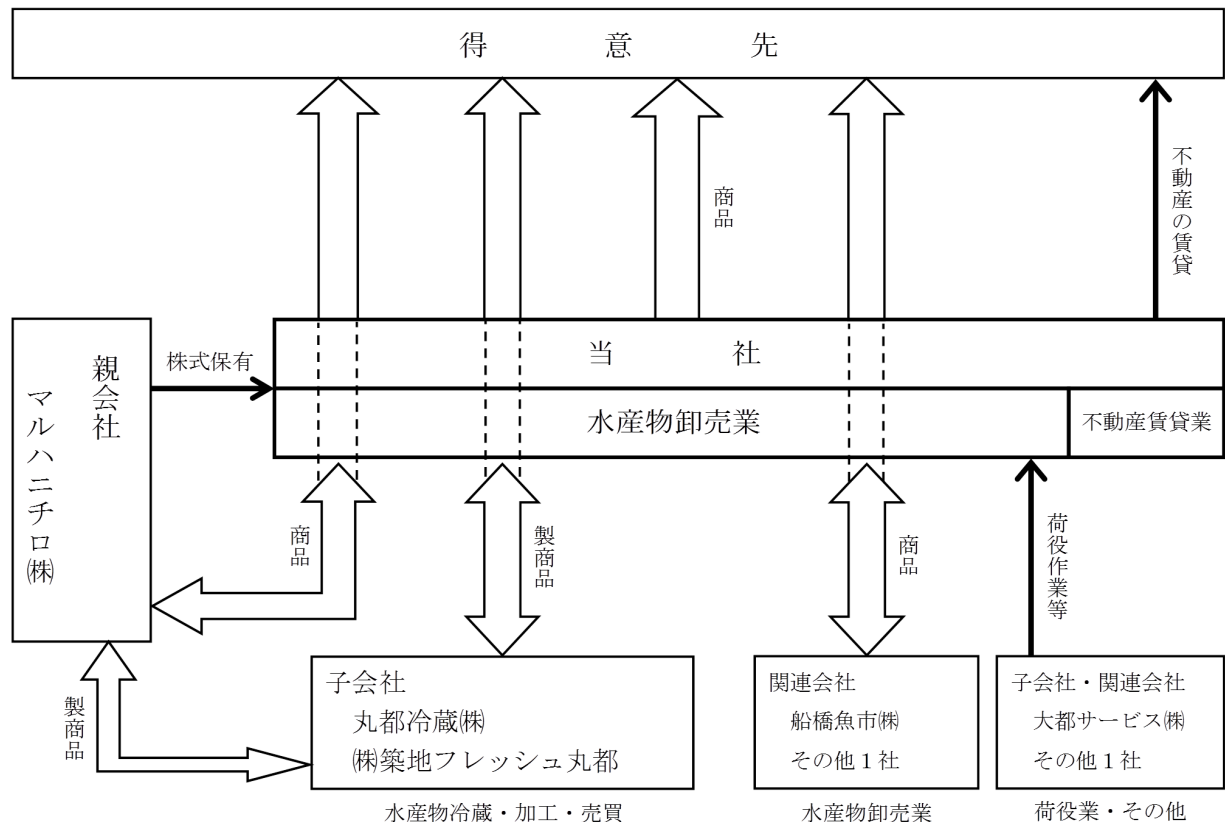 得意先
商品
不動産の賃貸
親会社
マルハニチロ㈱
株式保有
当社
水産物卸売業
不動産賃貸業
商品
製商品
商品
荷役作業等
製商品
子会社
丸都冷蔵㈱
㈱築地フレッシュ丸都
水産物冷蔵・加工・売買
関連会社
船橋魚市㈱
その他１社
水産物卸売業
子会社・関連会社
大都サービス㈱
その他１社
荷役業・その他